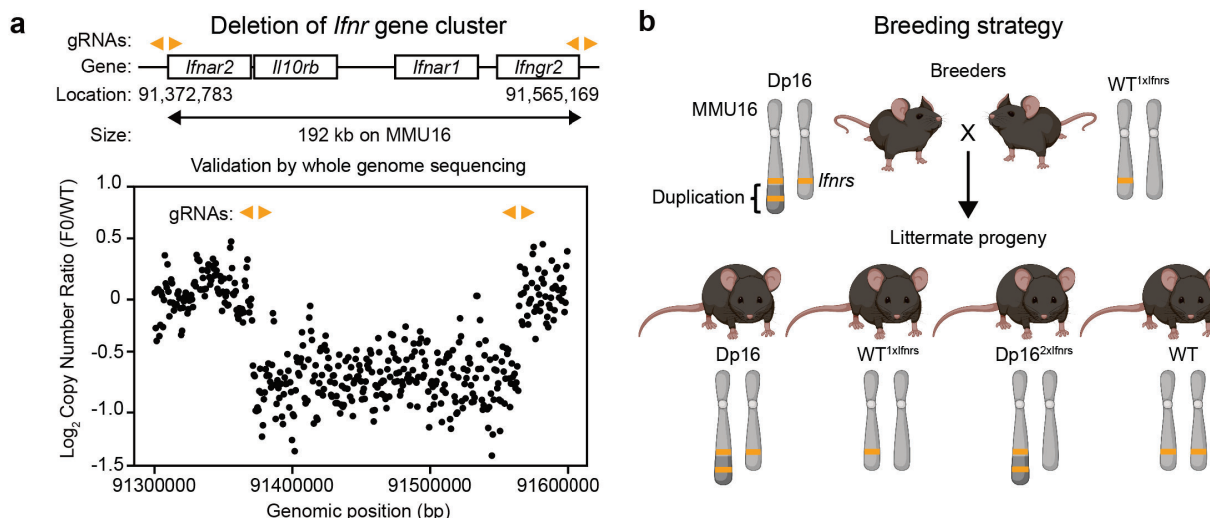 a
Deletion of Ifnr gene cluster
gRNAs:
Gene: Ifnar2 Il10rb Ifnar1 Ifngr2
Location: 91,372,783 91,565,169
Size: 192 kb on MMU16
Validation by whole genome sequencing
Log2 Copy Number Ratio (F0/WT)
1.0
gRNAs:
0.5
0
-0.5
-1.0
-1.5
91300000 91400000 91500000 91600000
Genomic position (bp)
b
Breeding strategy
Dp16 Breeders WT1xIfnrs
MMU16
X
Ifnrs
Duplication
Littermate progeny
Dp16 WT1xIfnrs Dp162xIfnrs WT